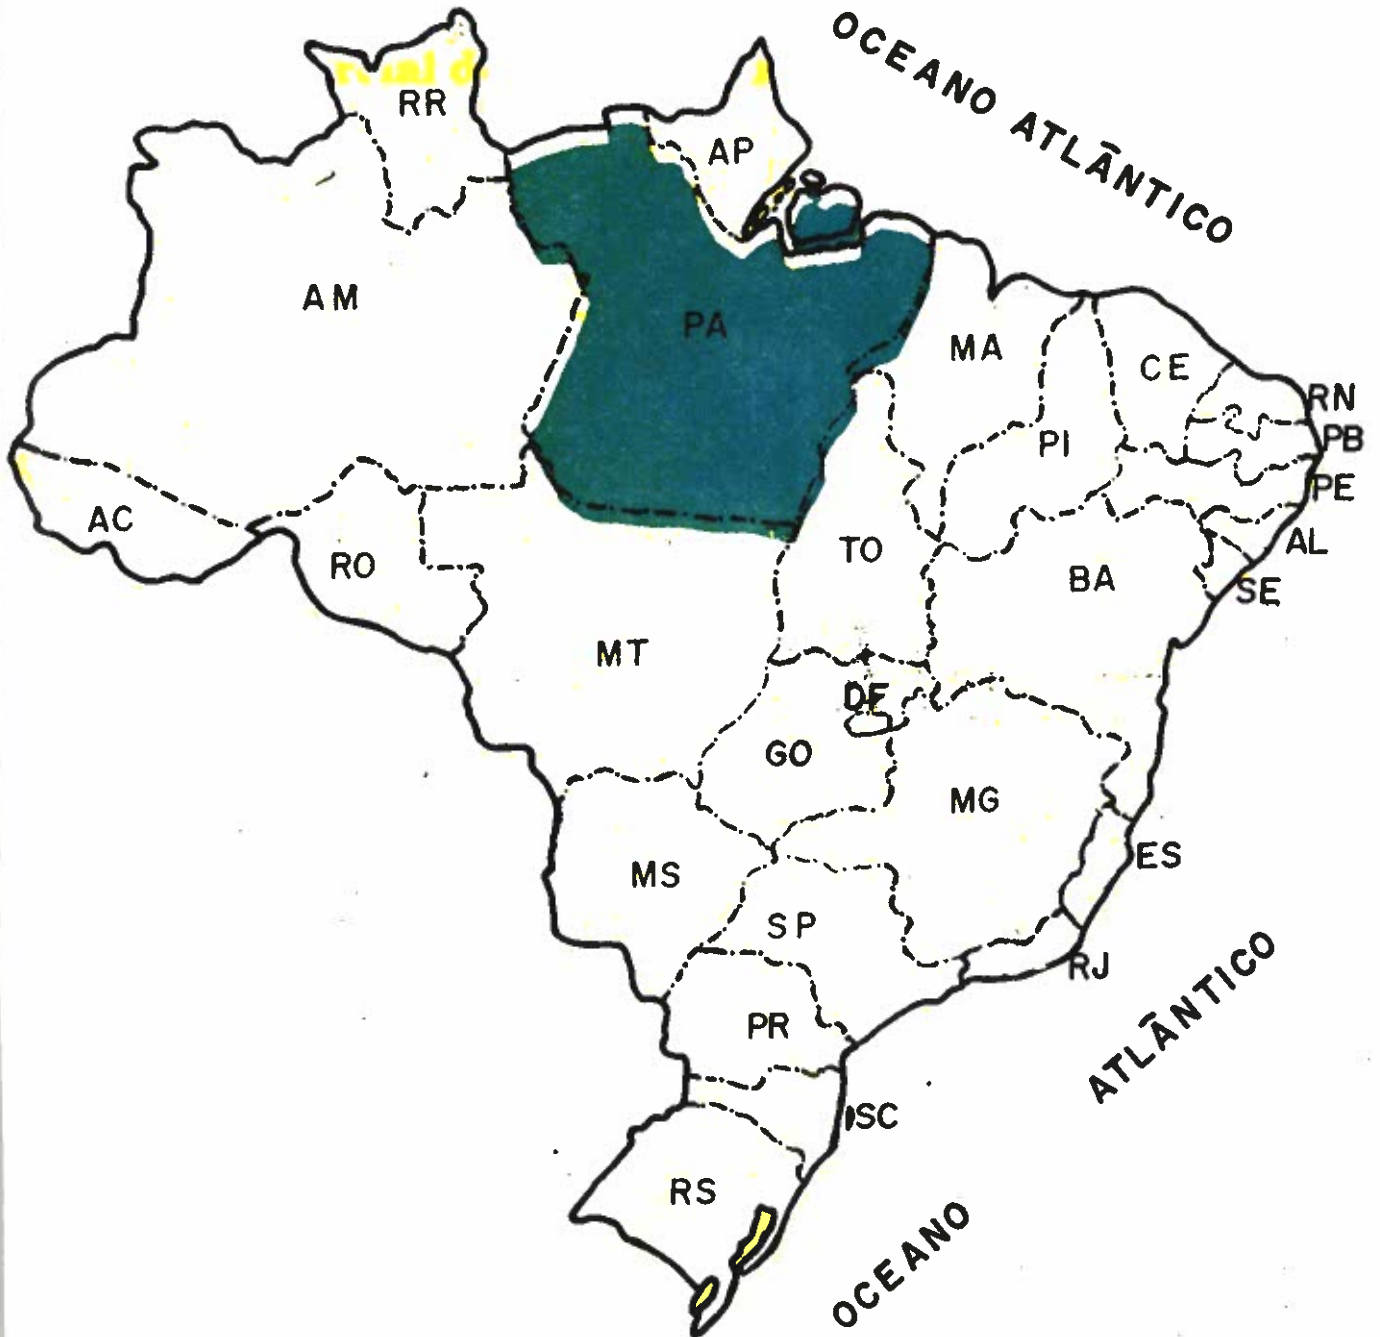 OCEANO ATLÂNTICO
RR
AP
AM
PA
MA
CE
RN
PI
PB
PE
AC
RO
TO
AL
BA
SE
MT
DF
GO
MG
MS
ES
SP
RJ
PR
SC
RS
OCEANO ATLÂNTICO